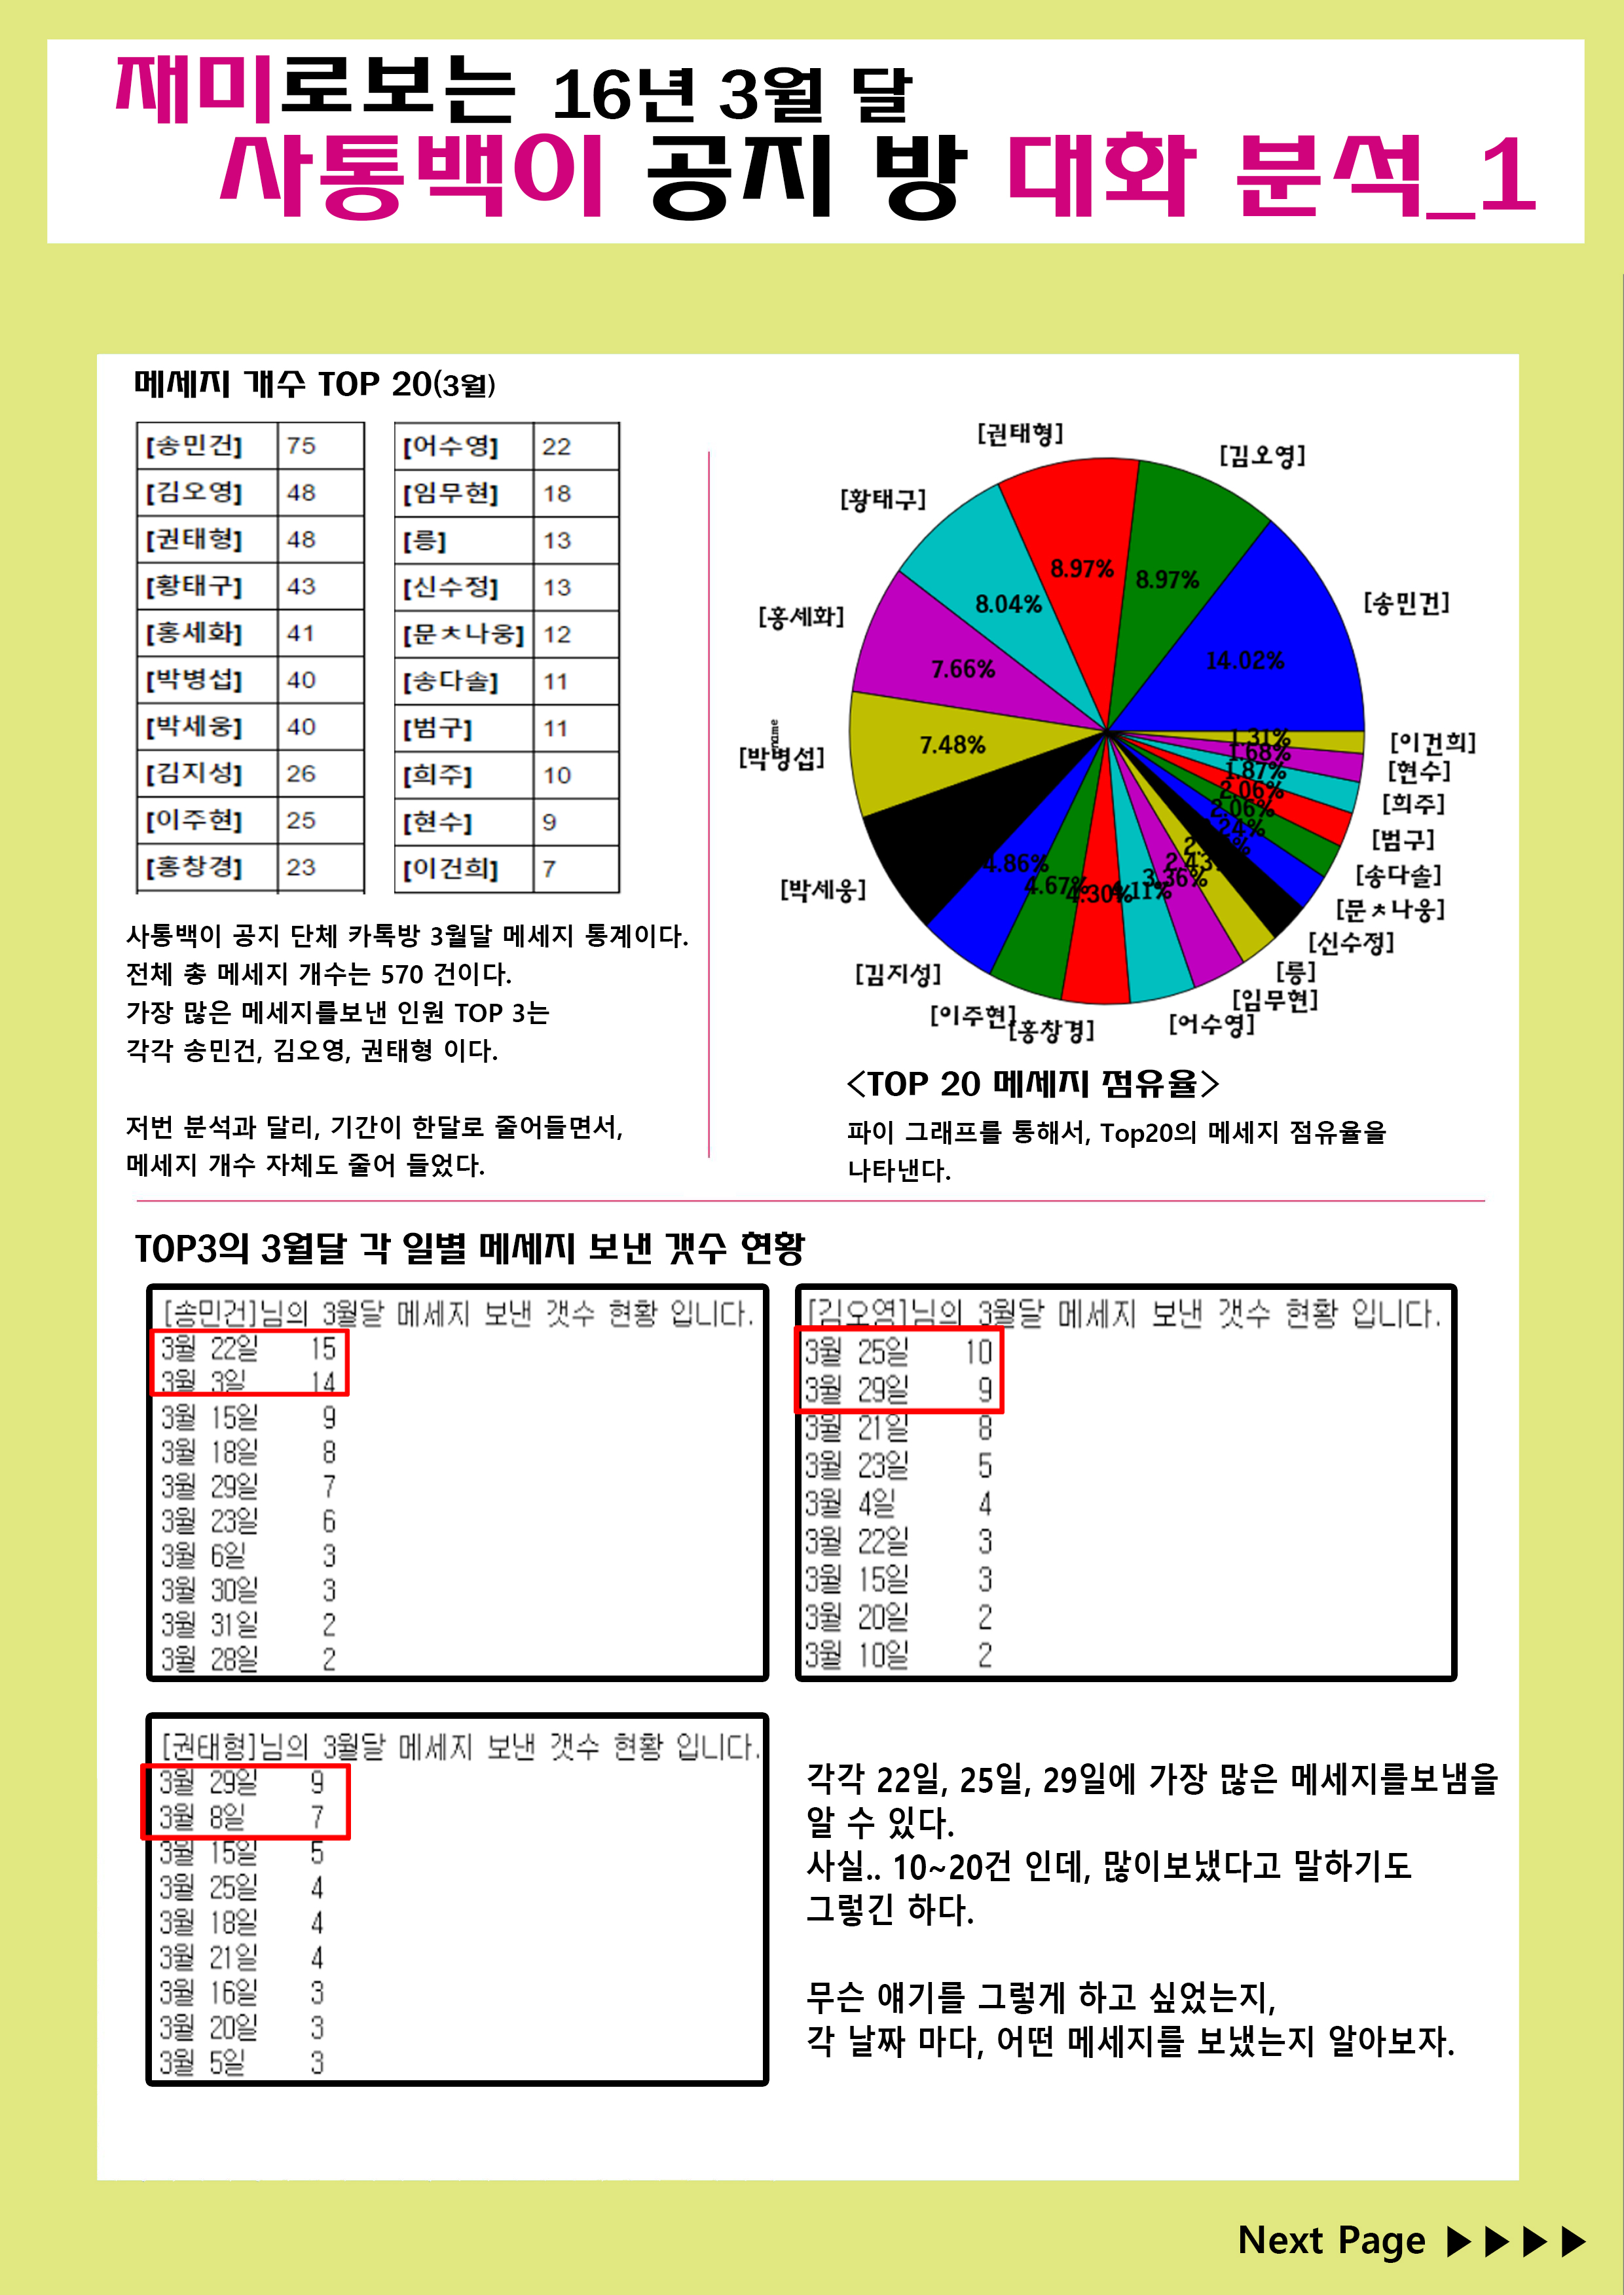 재미로보는 16년 3월 달
사통백이 공지 방 대화 분석_1
메세지 개수 TOP 20(3월)
[송민건] 75
[김오영] 48
[권태형] 48
[황태구] 43
[홍세화] 41
[박병섭] 40
[박세웅] 40
[김지성] 26
[이주현] 25
[홍창경] 23
[어수영] 22
[임무현] 18
[릉] 13
[신수정] 13
[문ㅊ나웅] 12
[송다솔] 11
[범구] 11
[희주] 10
[현수] 9
[이건희] 7
사통백이 공지 단체 카톡방 3월달 메세지 통계이다.
전체 총 메세지 개수는 570 건이다.
가장 많은 메세지를보낸 인원 TOP 3는
각각 송민건, 김오영, 권태형 이다.
저번 분석과 달리, 기간이 한달로 줄어들면서,
메세지 개수 자체도 줄어 들었다.
[권태형]
[김오영]
[황태구]
[송민건]
[홍세화]
[박병섭]
name
[이건희]
[현수]
[희주]
[범구]
[송다솔]
[문ㅊ나웅]
[신수정]
[릉]
[임무현]
[어수영]
[홍창경]
[이주현]
[김지성]
[박세웅]
8.97%
8.97%
8.04%
14.02%
7.66%
7.48%
1.31%
1.68%
1.87%
2.06%
2.06%
3.36%
4.11%
4.30%
4.67%
4.86%
<TOP 20 메세지 점유율>
파이 그래프를 통해서, Top20의 메세지 점유율을
나타낸다.
TOP3의 3월달 각 일별 메세지 보낸 갯수 현황
[송민건]님의 3월달 메세지 보낸 갯수 현황 입니다.
3월 22일 15
3월 3일 14
3월 15일 9
3월 18일 8
3월 29일 7
3월 23일 6
3월 6일 3
3월 30일 3
3월 31일 2
3월 28일 2
[김오영]님의 3월달 메세지 보낸 갯수 현황 입니다.
3월 25일 10
3월 29일 9
3월 21일 8
3월 23일 5
3월 4일 4
3월 22일 3
3월 15일 3
3월 20일 2
3월 10일 2
[권태형]님의 3월달 메세지 보낸 갯수 현황 입니다.
3월 29일 9
3월 8일 7
3월 15일 5
3월 25일 4
3월 18일 4
3월 21일 4
3월 16일 3
3월 20일 3
3월 5일 3
각각 22일, 25일, 29일에 가장 많은 메세지를보냄을
알 수 있다.
사실.. 10~20건 인데, 많이보냈다고 말하기도
그렇긴 하다.
무슨 얘기를 그렇게 하고 싶었는지,
각 날짜 마다, 어떤 메세지를 보냈는지 알아보자.
Next Page ▶▶▶▶